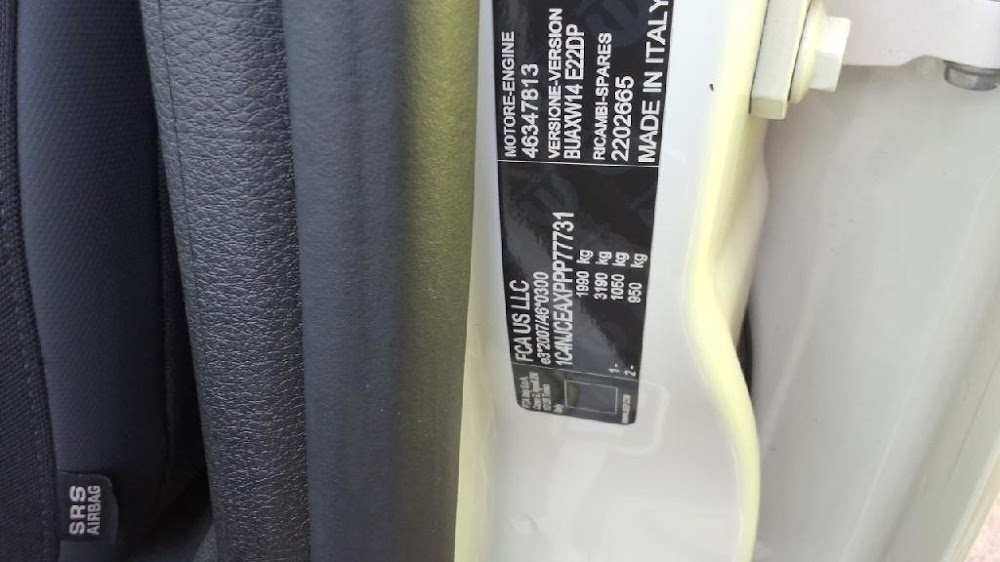 FCA US LLC
e3*2007/46*0300
1C4NJCEAXPPP77731
1990 kg
3190 kg
1- 1050 kg
2- 950 kg
MOTORE-ENGINE
46347813
VERSIONE-VERSION
BUAXW14 E22DP
RICAMBI-SPARES
2202665
MADE IN ITALY
SRS
AIRBAG